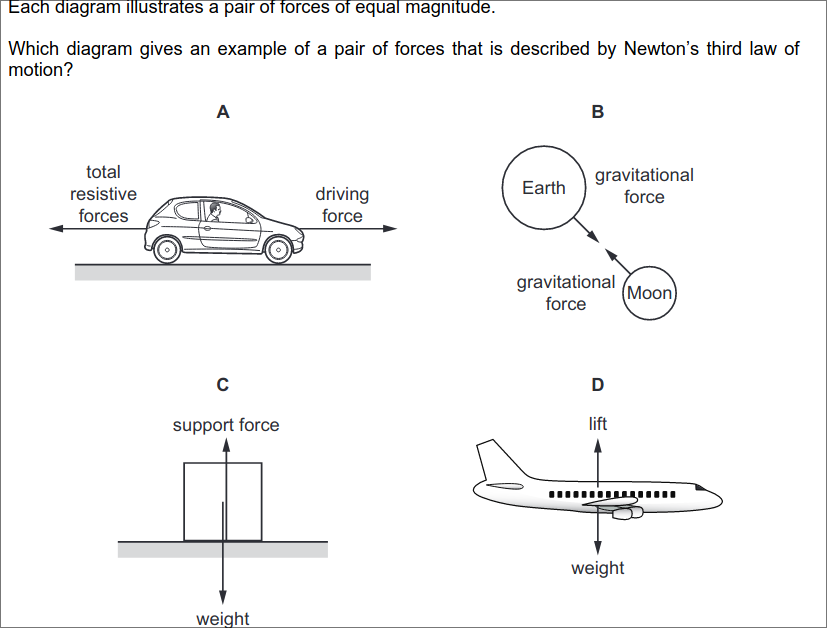 Each diagram illustrates a pair of forces of equal magnitude.
Which diagram gives an example of a pair of forces that is described by Newton’s third law of
motion?
A
total
resistive
forces
driving
force
B
Earth
gravitational
force
gravitational
force
Moon
C
support force
weight
D
lift
weight